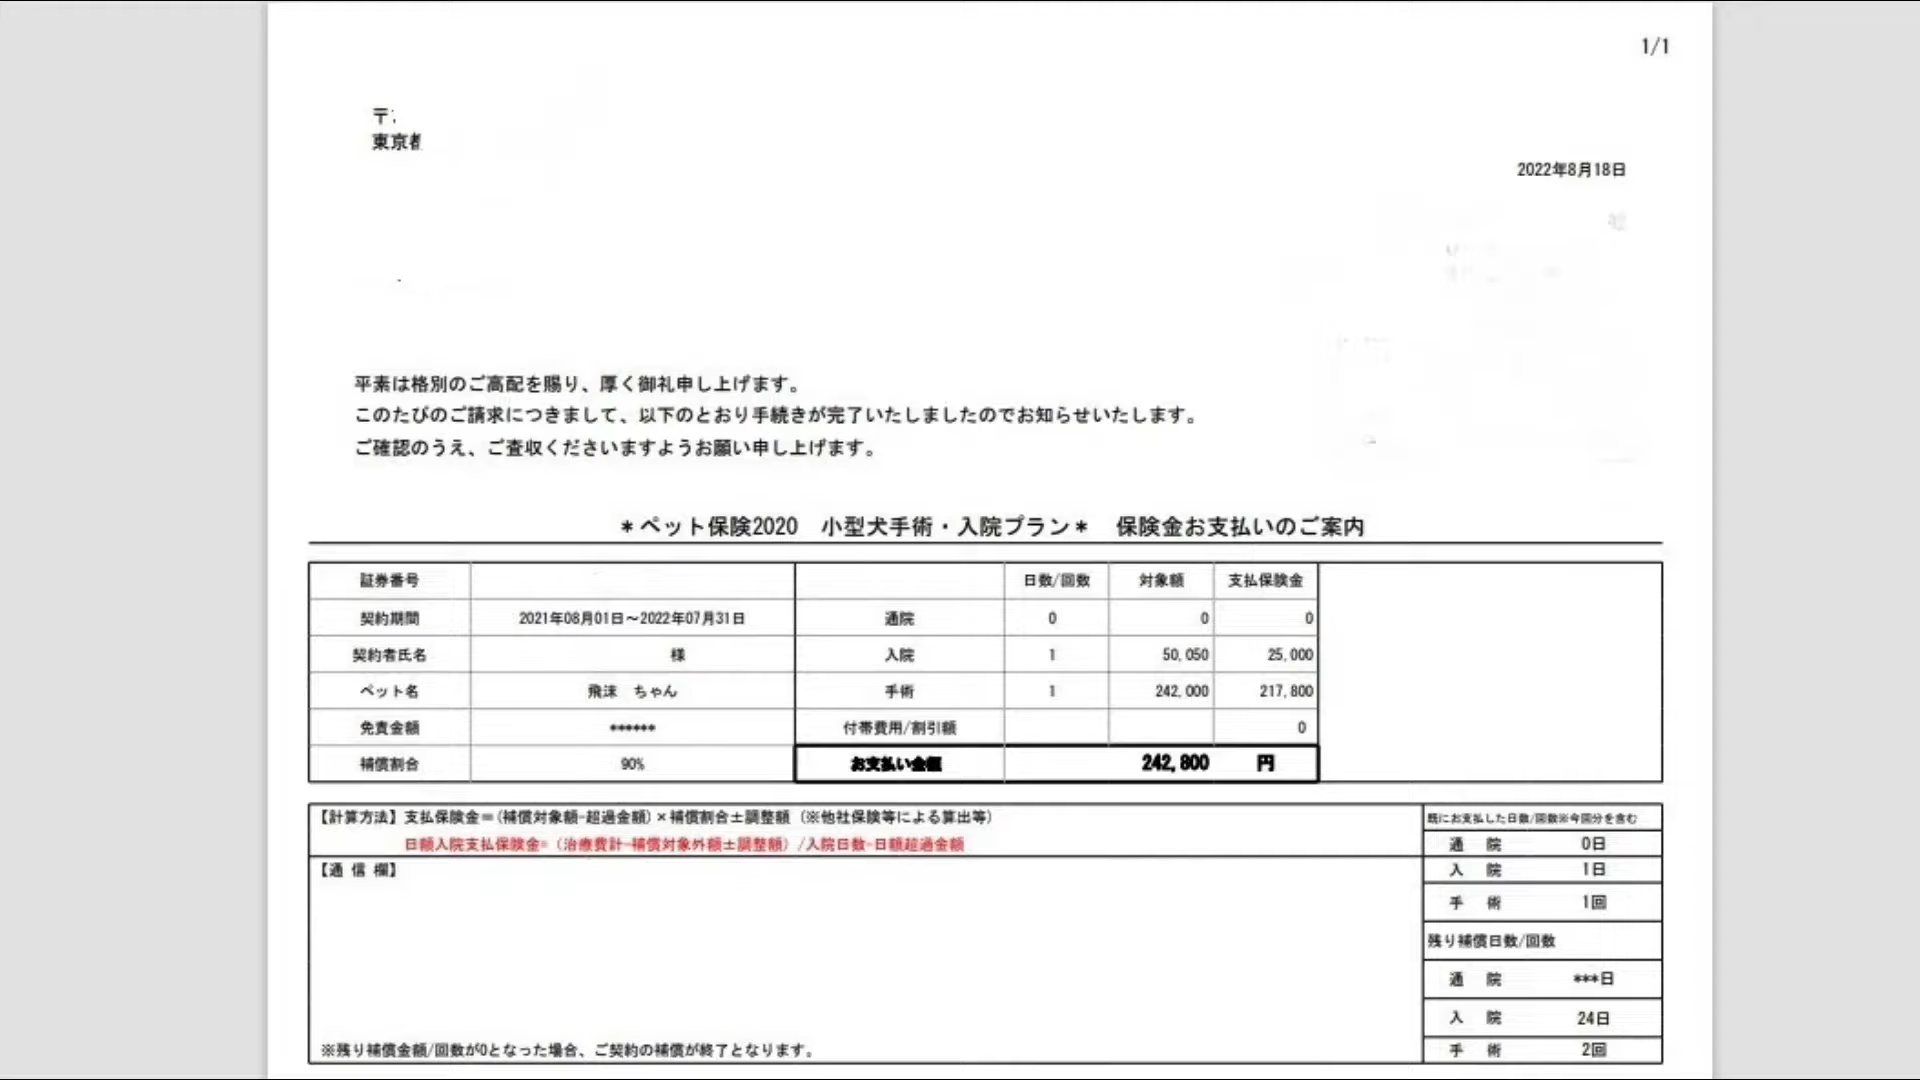 1/1
〒
東京都
2022年8月18日
平素は格別のご高配を賜り、厚く御礼申し上げます。
このたびのご請求につきまして、以下のとおり手続きが完了いたしましたのでお知らせいたします。
ご確認のうえ、ご査収くださいますようお願い申し上げます。
*ペット保険2020 小型犬手術・入院プラン* 保険金お支払いのご案内
証券番号 日数/回数 対象額 支払保険金
契約期間 2021年08月01日～2022年07月31日 通院 0 0 0
契約者氏名 様 入院 1 50,050 25,000
ペット名 飛沫 ちゃん 手術 1 242,000 217,800
免責金額 ****** 付帯費用/割引額 0
補償割合 90% お支払い金額 242,800 円
【計算方法】支払保険金＝(補償対象額-超過金額)×補償割合±調整額（※他社保険等による算出等）
日額入院支払保険金=（治療費計-補償対象外額±調整額）/入院日数-日額超過金額
【通信欄】
※残り補償金額/回数が0となった場合、ご契約の補償が終了となります。
既にお支払した日数/回数※今回分を含む
通 院 0日
入 院 1日
手 術 1回
残り補償日数/回数
通 院 ***日
入 院 24日
手 術 2回